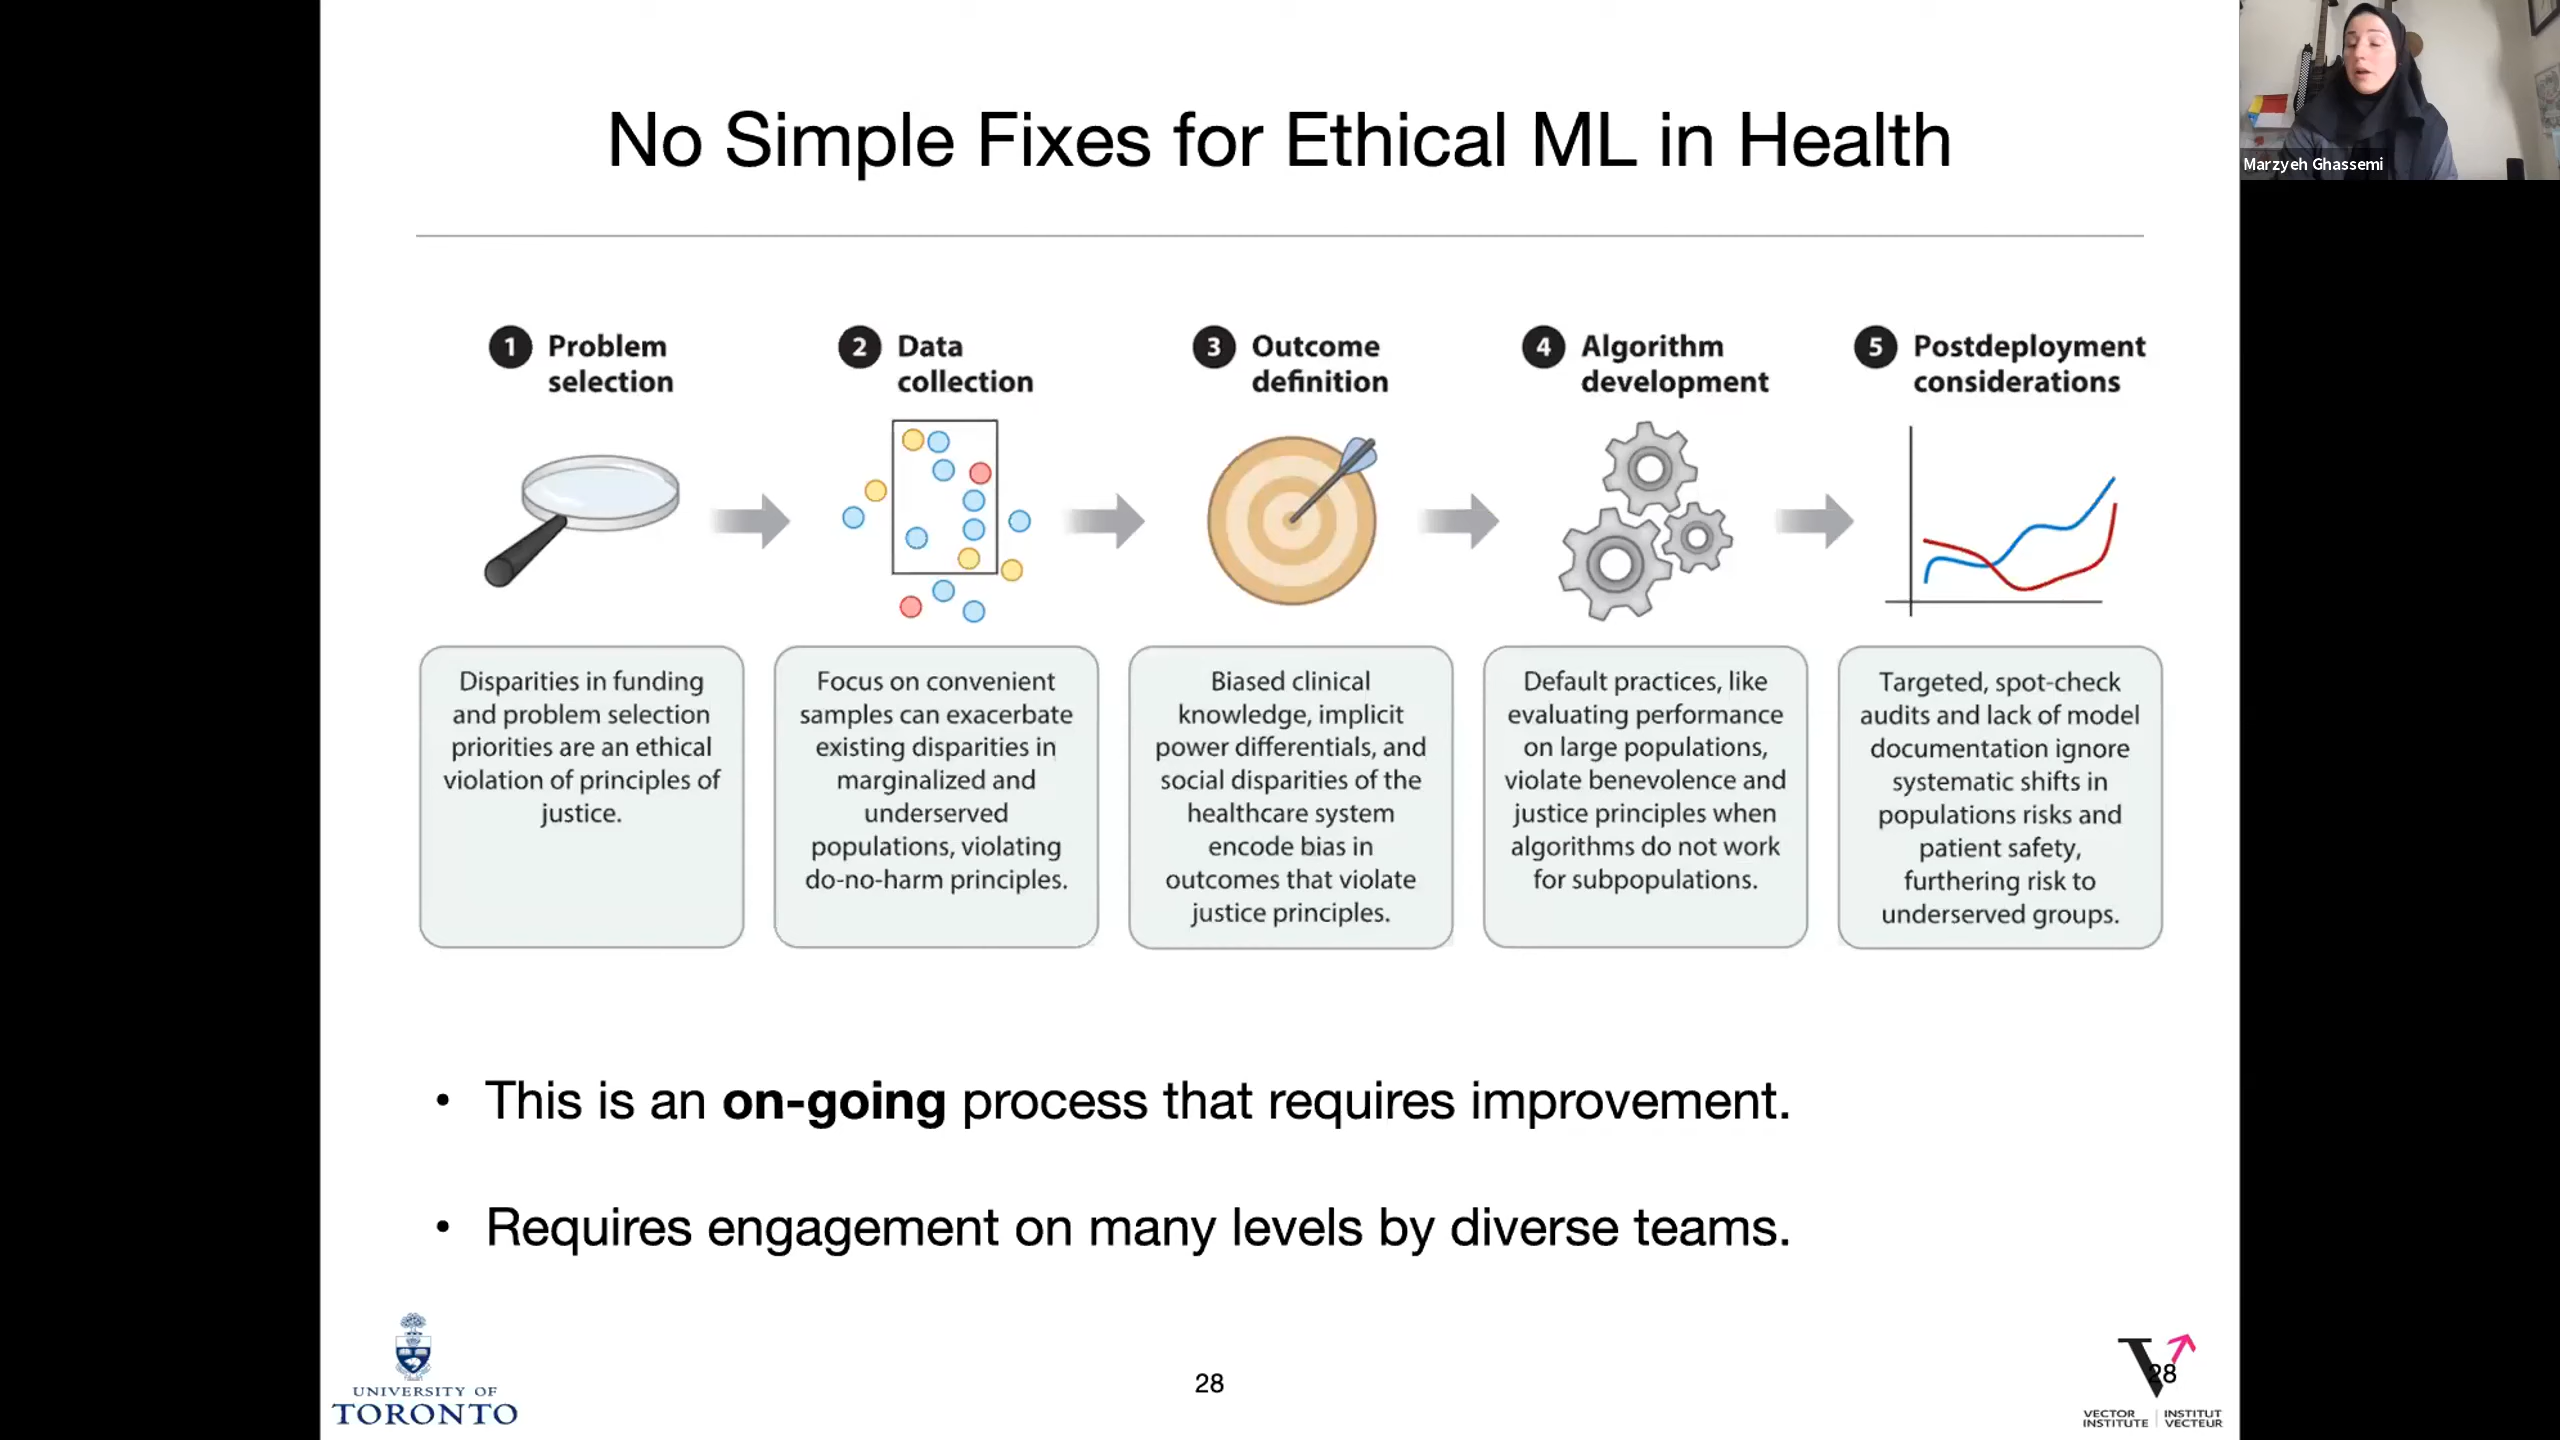 No Simple Fixes for Ethical ML in Health
Marzyeh Ghassemi
1 Problem
selection
2 Data
collection
3 Outcome
definition
4 Algorithm
development
5 Postdeployment
considerations
Disparities in funding
and problem selection
priorities are an ethical
violation of principles of
justice.
Focus on convenient
samples can exacerbate
existing disparities in
marginalized and
underserved
populations, violating
do-no-harm principles.
Biased clinical
knowledge, implicit
power differentials, and
social disparities of the
healthcare system
encode bias in
outcomes that violate
justice principles.
Default practices, like
evaluating performance
on large populations,
violate benevolence and
justice principles when
algorithms do not work
for subpopulations.
Targeted, spot-check
audits and lack of model
documentation ignore
systematic shifts in
populations risks and
patient safety,
furthering risk to
underserved groups.
• This is an on-going process that requires improvement.
• Requires engagement on many levels by diverse teams.
UNIVERSITY OF
TORONTO
28
28
VECTOR INSTITUT
INSTITUTE VECTEUR